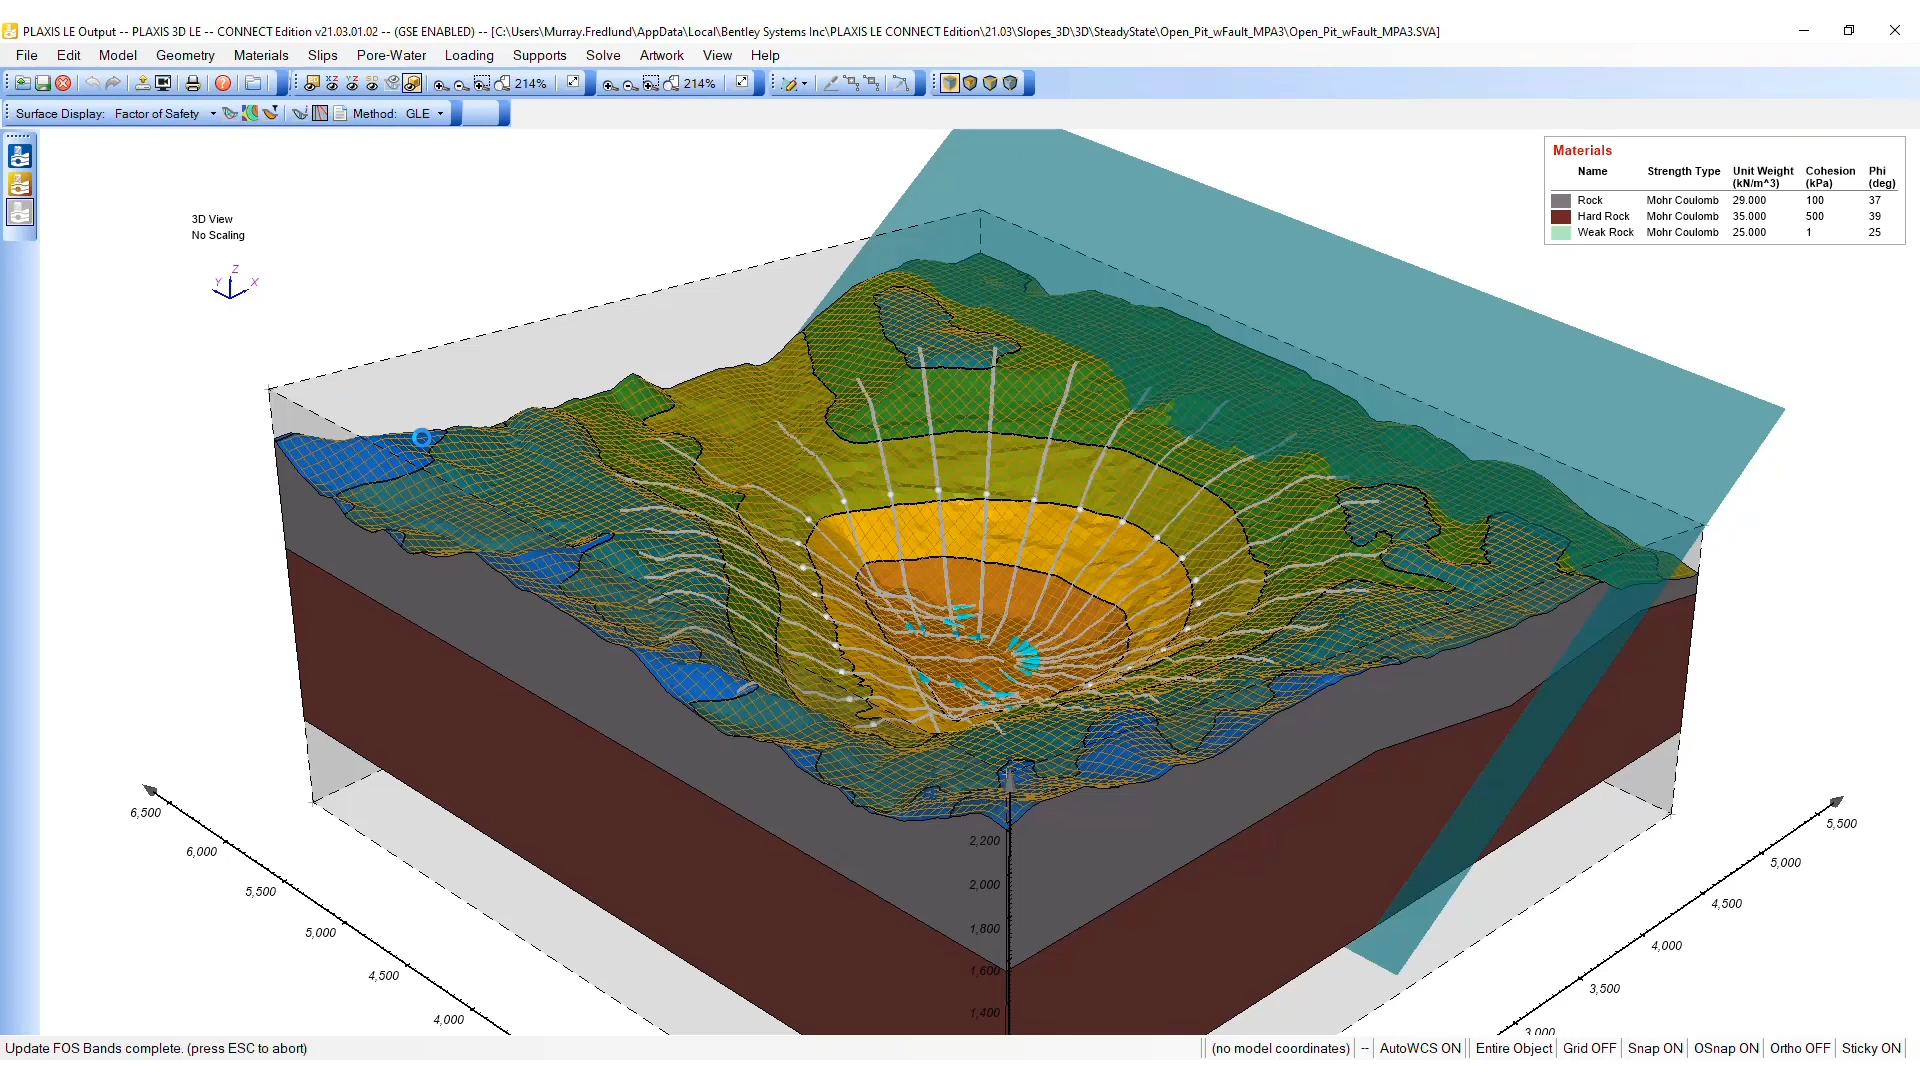 PLAXIS LE Output -- PLAXIS 3D LE -- CONNECT Edition v21.03.01.02 -- (GSE ENABLED) -- [C:\Users\Murray.Fredlund\AppData\Local\Bentley Systems Inc\PLAXIS LE CONNECT Edition\21.03\Slopes_3D\3D\SteadyState\Open_Pit_wFault_MPA3\Open_Pit_wFault_MPA3.SVA]
File Edit Model Geometry Materials Slips Pore-Water Loading Supports Solve Artwork View Help
XZ YZ SD 214% 214%
Surface Display: Factor of Safety Method: GLE
Materials
Name Strength Type Unit Weight Cohesion Phi
(kN/m^3) (kPa) (deg)
Rock Mohr Coulomb 29.000 100 37
Hard Rock Mohr Coulomb 35.000 500 39
Weak Rock Mohr Coulomb 25.000 1 25
3D View
No Scaling
Z
Y X
6,500
6,000
5,500
5,000
4,500
4,000
2,200
2,000
1,800
1,600
1,400
5,500
5,000
4,500
4,000
3,500
3,000
Update FOS Bands complete. (press ESC to abort) (no model coordinates) -- AutoWCS ON Entire Object Grid OFF Snap ON OSnap ON Ortho OFF Sticky ON